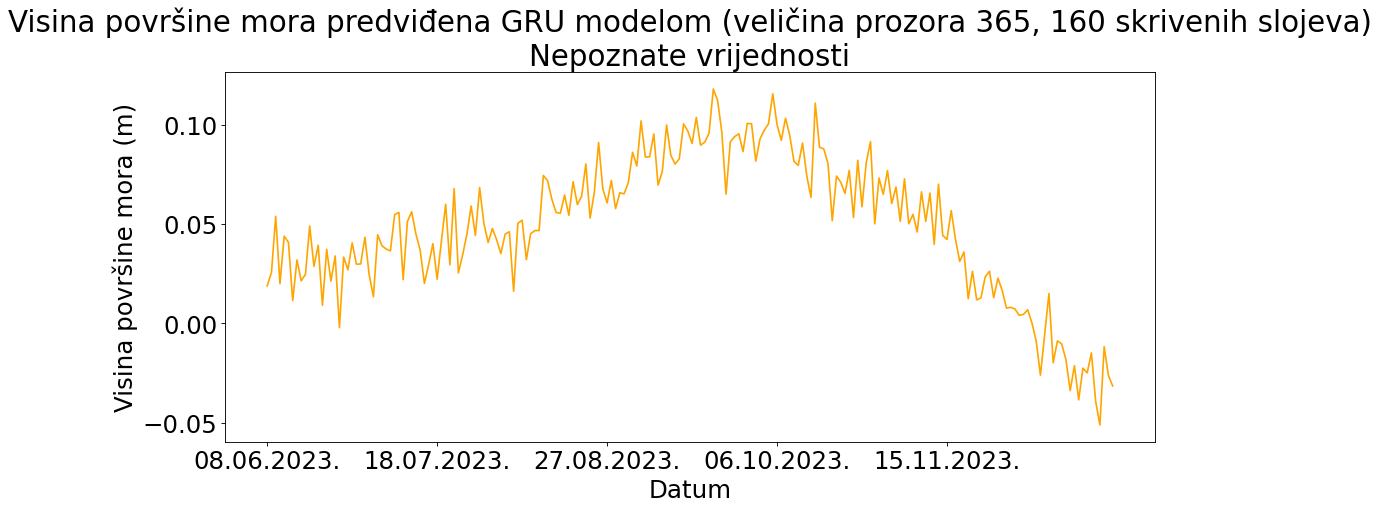 Visina površine mora predviđena GRU modelom (veličina prozora 365, 160 skrivenih slojeva)
Nepoznate vrijednosti
Visina površine mora (m)
0.10
0.05
0.00
−0.05
08.06.2023. 18.07.2023. 27.08.2023. 06.10.2023. 15.11.2023.
Datum